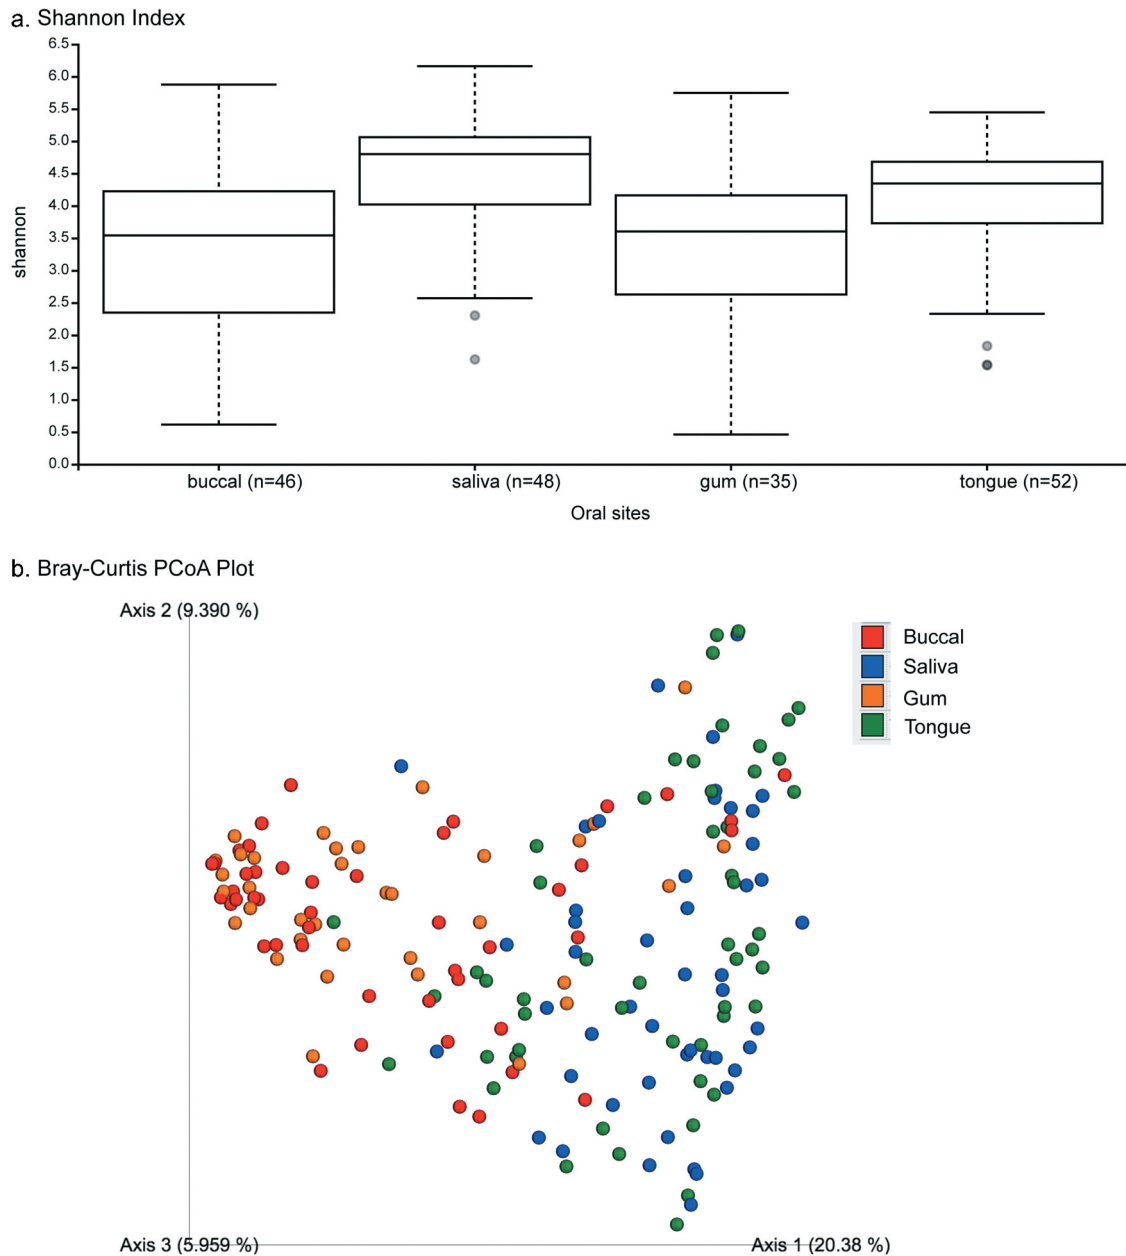 a. Shannon Index
6.5
6.0
5.5
5.0
4.5
4.0
3.5
3.0
2.5
2.0
1.5
1.0
0.5
0.0
shannon
buccal (n=46) saliva (n=48) gum (n=35) tongue (n=52)
Oral sites
b. Bray-Curtis PCoA Plot
Axis 2 (9.390 %)
Buccal
Saliva
Gum
Tongue
Axis 3 (5.959 %) Axis 1 (20.38 %)